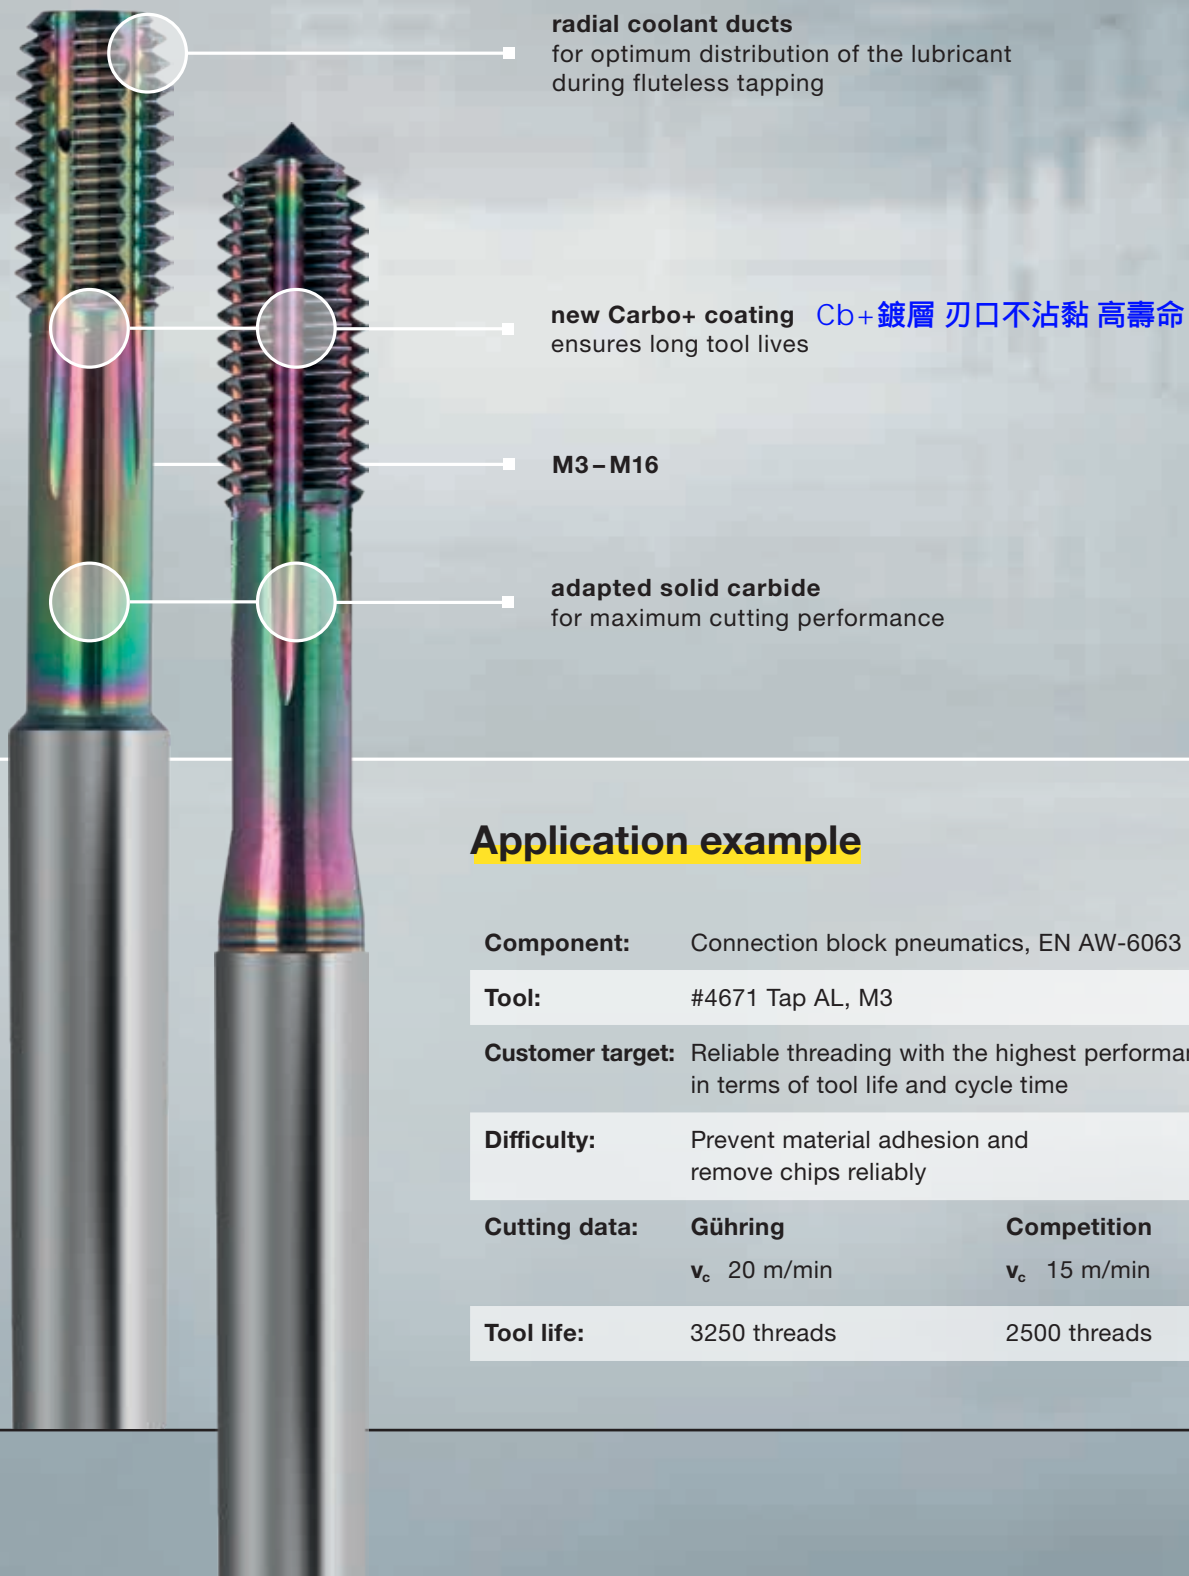 radial coolant ducts
for optimum distribution of the lubricant
during fluteless tapping
new Carbo+ coating Cb+鍍層 刃口不沾黏 高壽命
ensures long tool lives
M3–M16
adapted solid carbide
for maximum cutting performance
Application example
Component: Connection block pneumatics, EN AW-6063
Tool: #4671 Tap AL, M3
Customer target: Reliable threading with the highest
in terms of tool life and cycle time
Difficulty: Prevent material adhesion and
remove chips reliably
Cutting data: Gühring Competition
vc 20 m/min vc 15 m/min
Tool life: 3250 threads 2500 threads